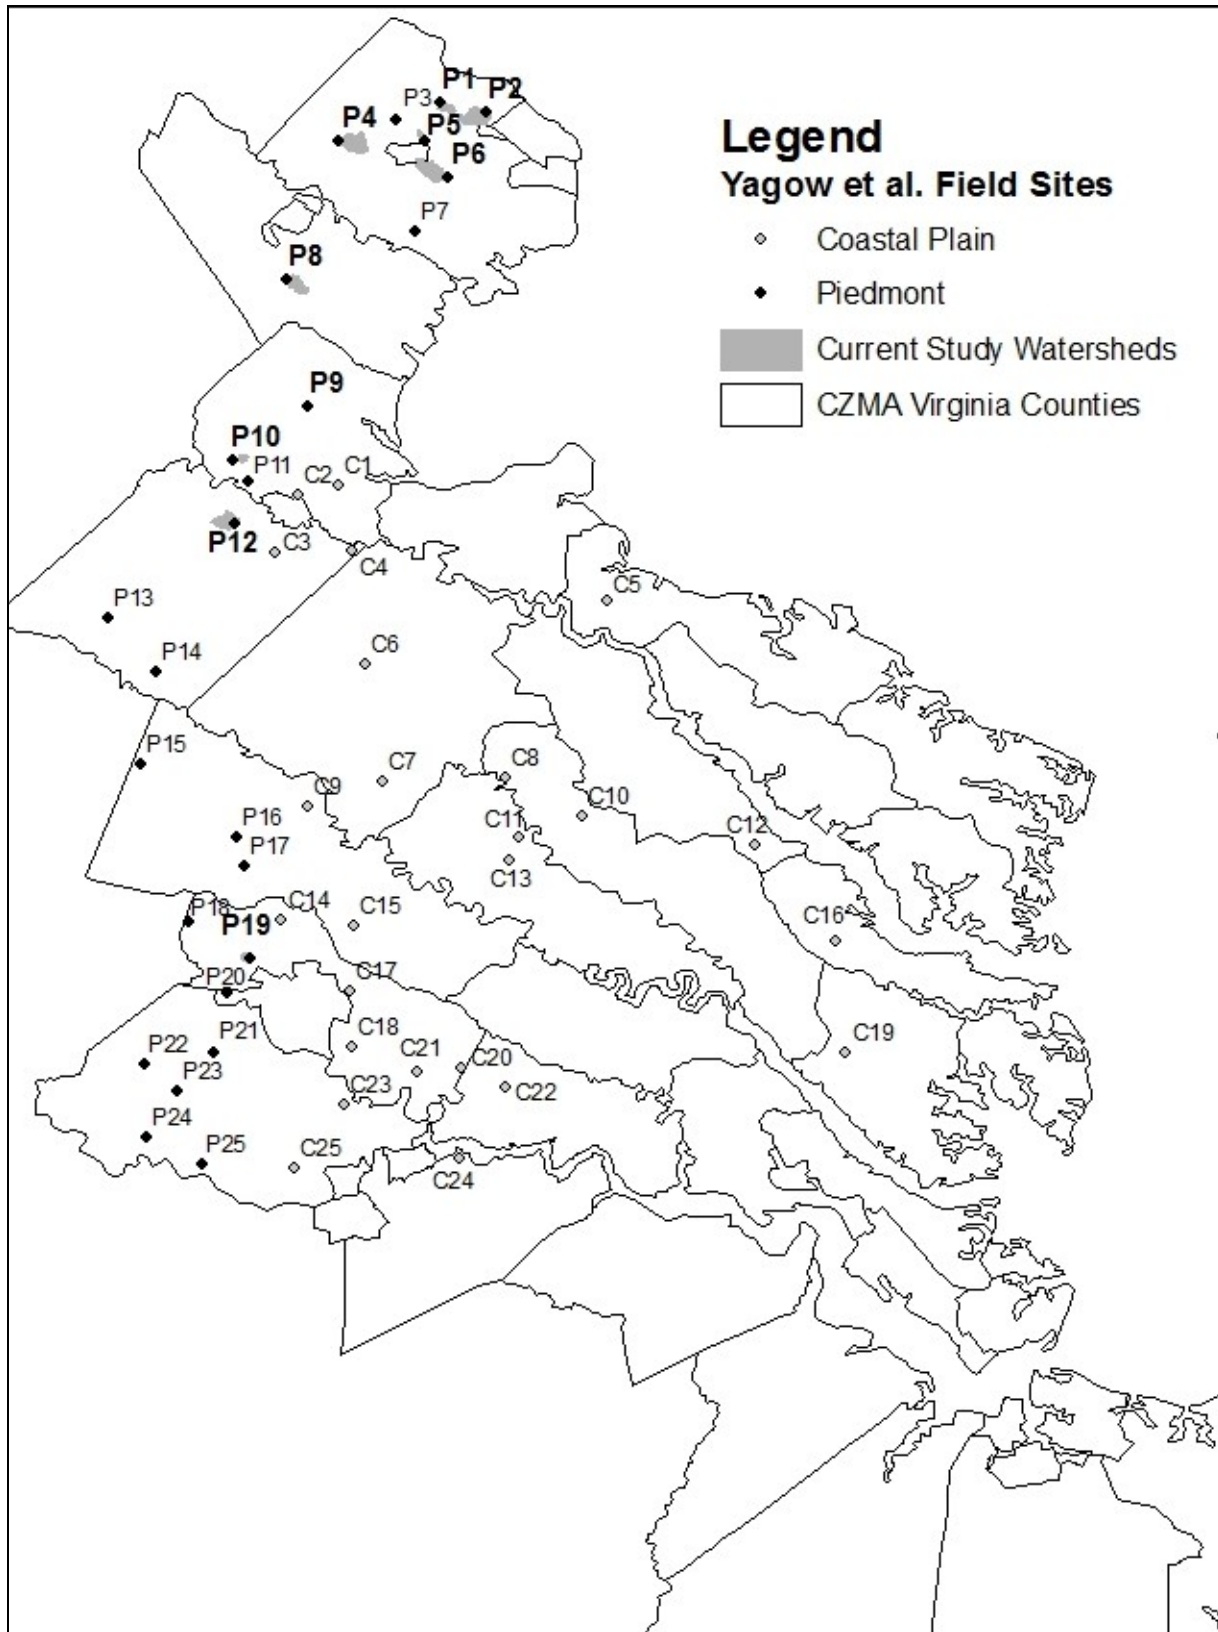 P1
P2
P3
P4
P5
P6
P7
P8
Legend
Yagow et al. Field Sites
Coastal Plain
Piedmont
Current Study Watersheds
CZMA Virginia Counties
P9
P10
P11
C2
C1
P12
C3
C4
C5
P13
C6
P14
P15
C7
C8
C9
C10
P16
C11
C12
P17
C13
P18
C14
P19
C15
C16
P20
C17
C18
P21
P22
C21
C20
C19
P23
C23
C22
P24
P25
C25
C24